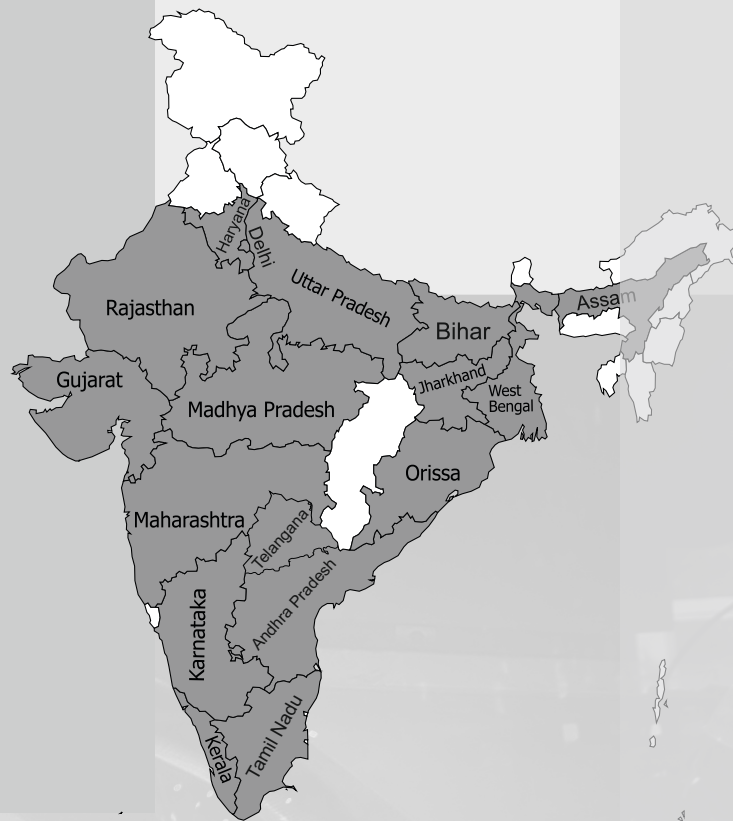 Haryana
Delhi
Uttar Pradesh
Rajasthan
Assam
Bihar
Gujarat
Jharkhand
Madhya Pradesh
West
Bengal
Orissa
Maharashtra
Telangana
Andhra Pradesh
Karnataka
Tamil Nadu
Kerala